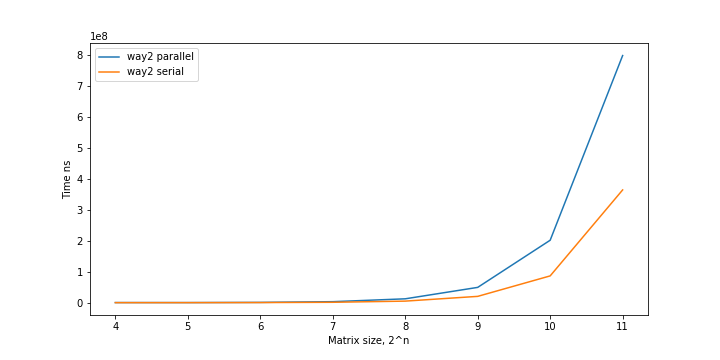 1e8
way2 parallel
way2 serial
8
7
6
5
4
3
2
1
0
Time ns
4 5 6 7 8 9 10 11
Matrix size, 2^n